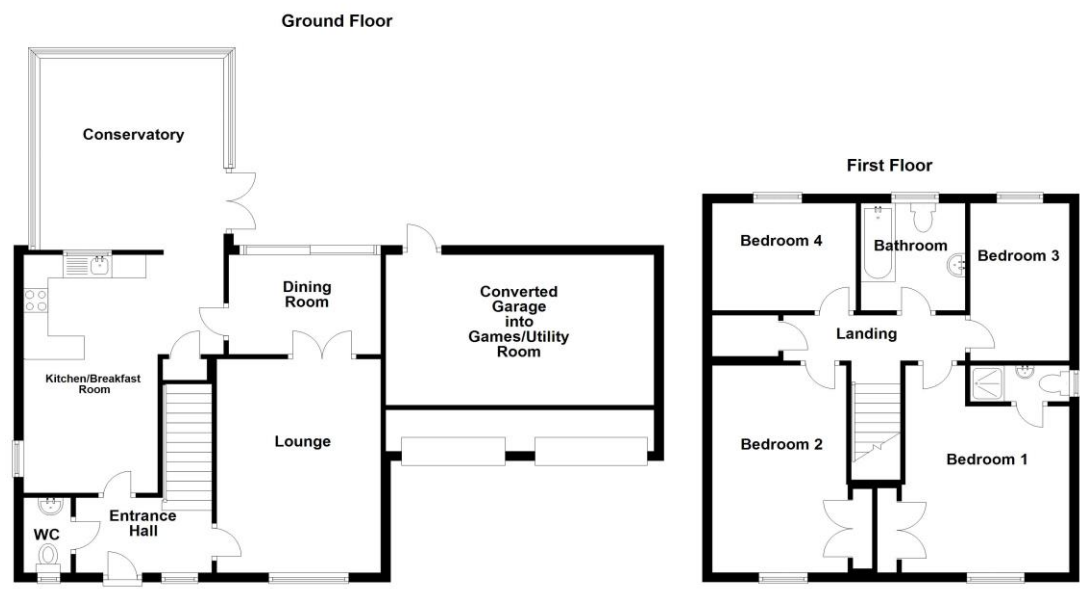 Ground Floor
Conservatory
Dining
Room
Converted
Garage
into
Games/Utility
Room
Kitchen/Breakfast
Room
Lounge
Entrance
Hall
WC
First Floor
Bedroom 4
Bathroom
Bedroom 3
Landing
Bedroom 2
Bedroom 1